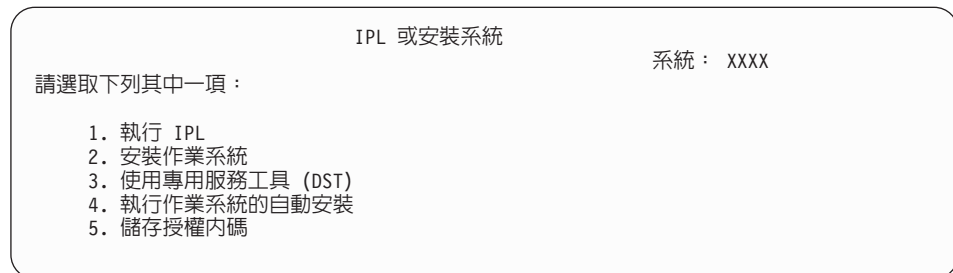 IPL 或安裝系統
系統： XXXX
請選取下列其中一項：
1. 執行 IPL
2. 安裝作業系統
3. 使用專用服務工具 (DST)
4. 執行作業系統的自動安裝
5. 儲存授權內碼